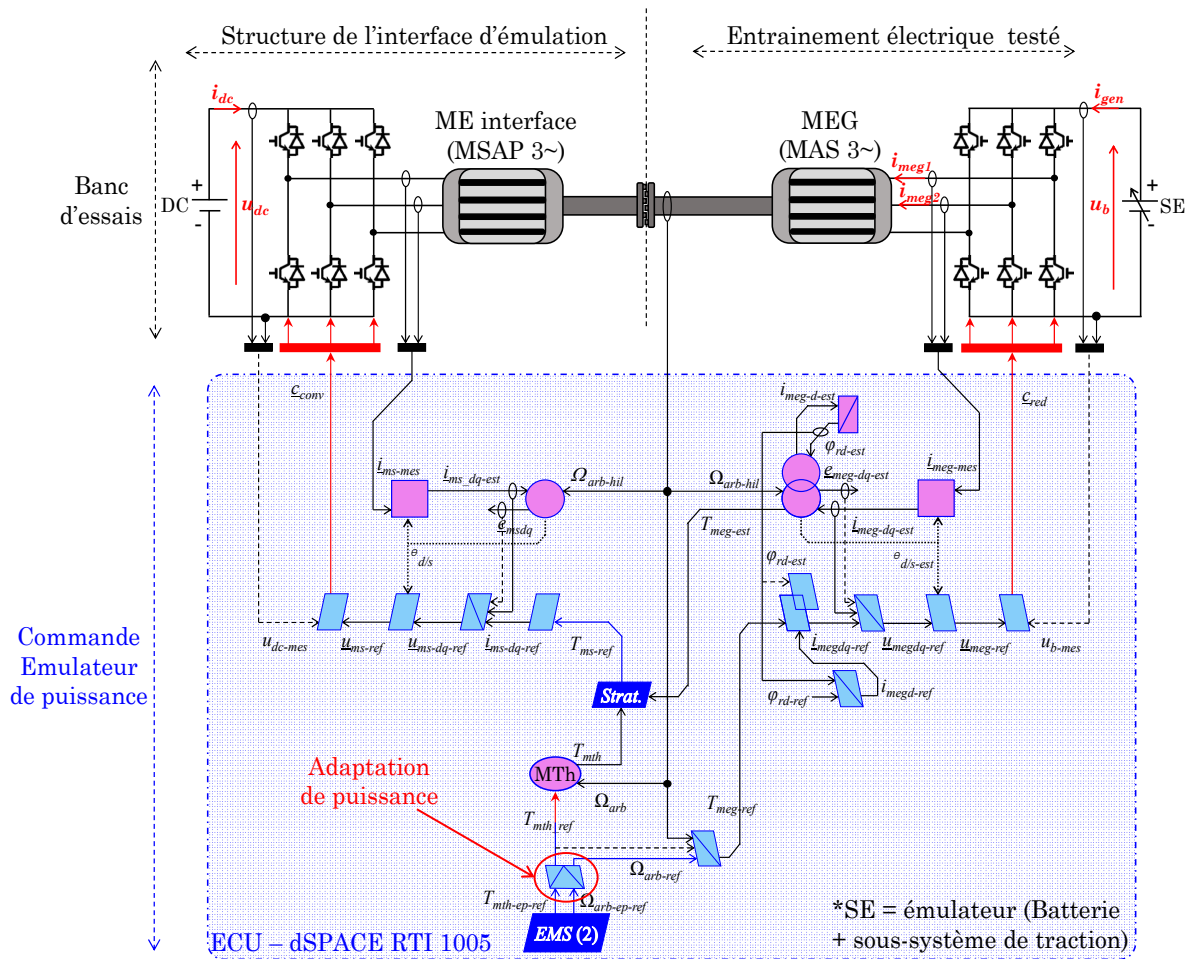 Structure de l'interface d'émulation
Entrainement électrique testé
i_dc
i_gen
ME interface
(MSAP 3~)
MEG
(MAS 3~)
i_meg1
i_meg2
Banc
d'essais
DC
+
-
u_dc
u_b
+
-
SE
c_conv
i_meg-d-est
c_red
φ_rd-est
i_ms-mes
i_ms_dq-est
Ω_arb-hil
Ω_arb-hil
e_meg-dq-est
i_meg-mes
e_msdq
T_meg-est
i_meg-dq-est
θ_d/s
φ_rd-est
θ_d/s-est
u_dc-mes
u_ms-ref
u_ms-dq-ref
i_ms-dq-ref
T_ms-ref
i_megdq-ref
u_megdq-ref
u_meg-ref
u_b-mes
Commande
Emulateur
de puissance
Strat.
φ_rd-ref
i_megd-ref
T_mth
Adaptation
de puissance
MTh
Ω_arb
T_meg-ref
T_mth_ref
Ω_arb-ref
T_mth-ep-ref
Ω_arb-ep-ref
EMS (2)
ECU – dSPACE RTI 1005
*SE = émulateur (Batterie
+ sous-système de traction)